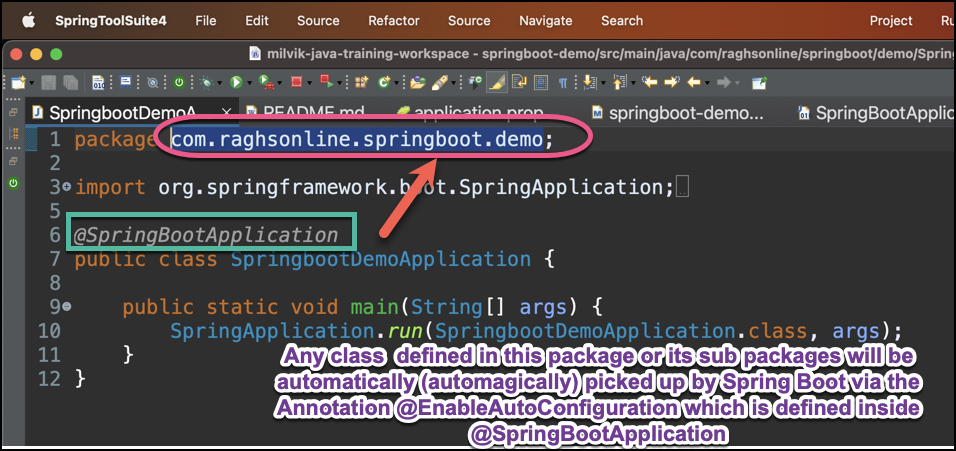 SpringToolSuite4 File Edit Source Refactor Source Navigate Search Project Ru
milvik-java-training-workspace - springboot-demo/src/main/java/com/raghsonline/springboot/demo/Spring
SpringbootDemoA... README.md application.prop... springboot-demo... SpringBootApplic
1 package com.raghsonline.springboot.demo;
2
3 import org.springframework.boot.SpringApplication;
5
6 @SpringBootApplication
7 public class SpringbootDemoApplication {
8
9 public static void main(String[] args) {
10 SpringApplication.run(SpringbootDemoApplication.class, args);
11 }
12 }
Any class defined in this package or its sub packages will be
automatically (automagically) picked up by Spring Boot via the
Annotation @EnableAutoConfiguration which is defined inside
@SpringBootApplication